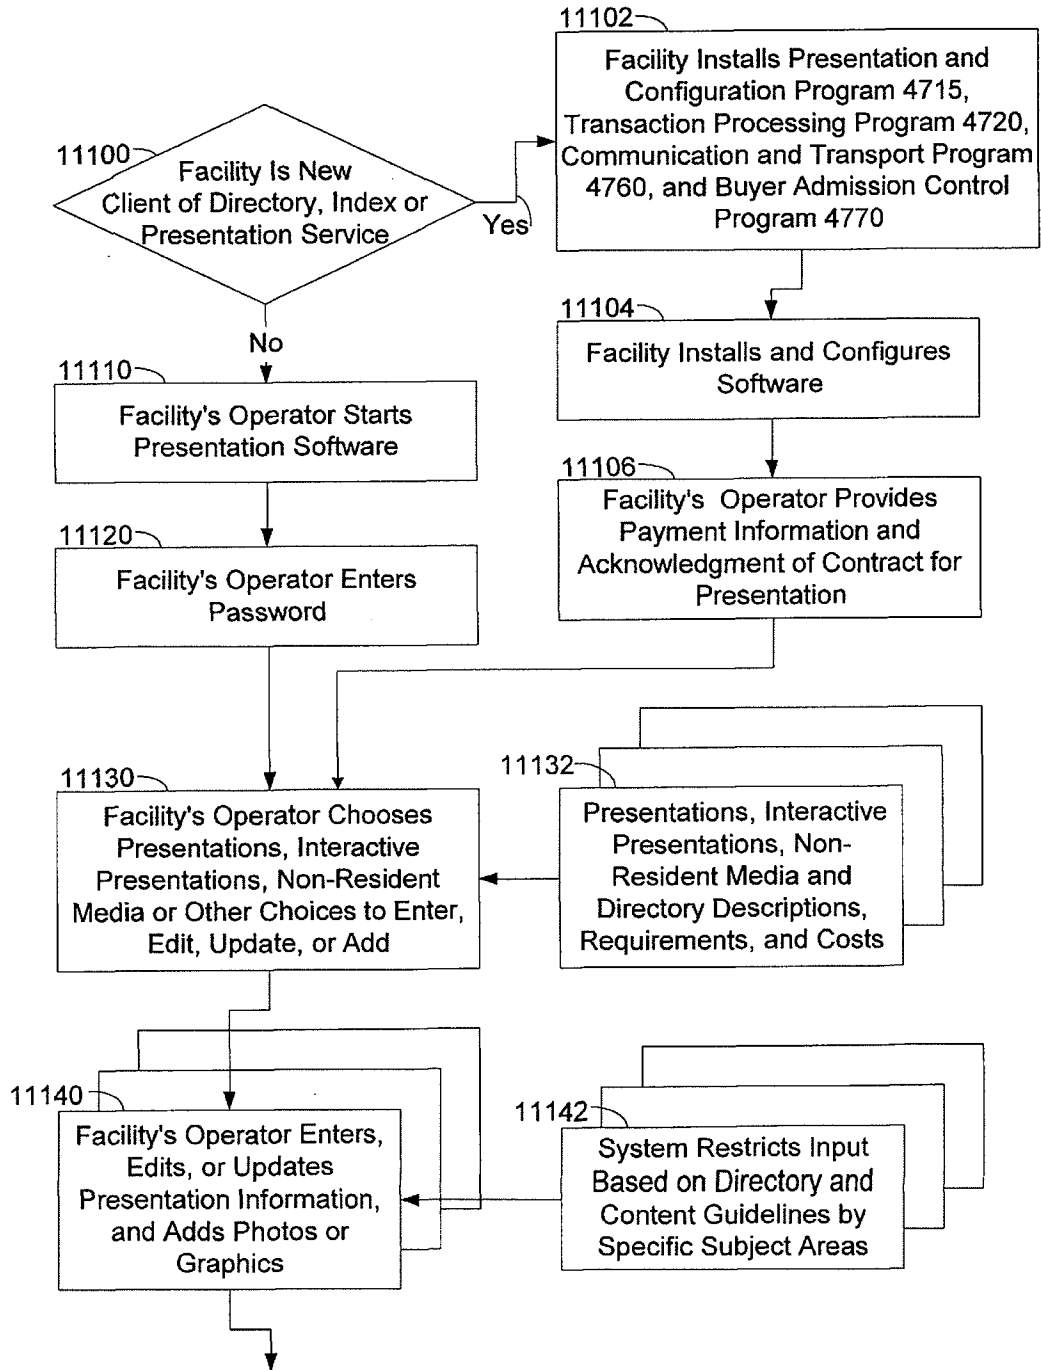 11102
Facility Installs Presentation and
Configuration Program 4715,
Transaction Processing Program 4720,
Communication and Transport Program
4760, and Buyer Admission Control
Program 4770
11100
Facility Is New
Client of Directory, Index or
Presentation Service
Yes
No
11104
Facility Installs and Configures
Software
11110
Facility's Operator Starts
Presentation Software
11106
Facility's Operator Provides
Payment Information and
Acknowledgment of Contract for
Presentation
11120
Facility's Operator Enters
Password
11130
Facility's Operator Chooses
Presentations, Interactive
Presentations, Non-Resident
Media or Other Choices to Enter,
Edit, Update, or Add
11132
Presentations, Interactive
Presentations, Non-
Resident Media and
Directory Descriptions,
Requirements, and Costs
11140
Facility's Operator Enters,
Edits, or Updates
Presentation Information,
and Adds Photos or
Graphics
11142
System Restricts Input
Based on Directory and
Content Guidelines by
Specific Subject Areas